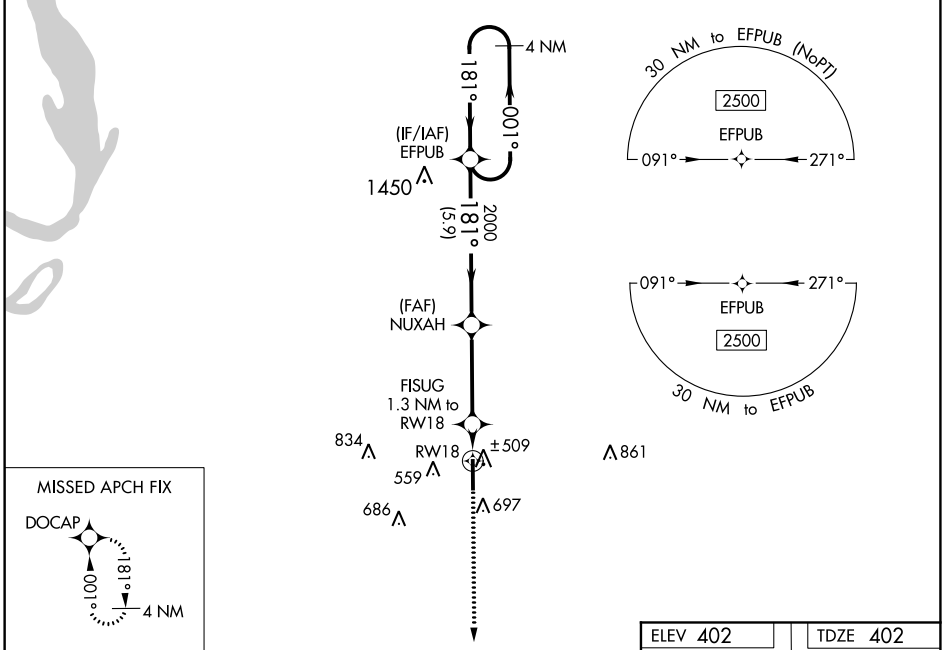 4 NM
181°
001°
(IF/IAF)
EFPUB
1450
2000
181°
(5.9)
(FAF)
NUXAH
FISUG
1.3 NM to
RW18
RW18
±509
834
559
861
686
697
30 NM to EFPUB (NoPT)
2500
EFPUB
091°
271°
091°
271°
EFPUB
2500
30 NM to EFPUB
MISSED APCH FIX
DOCAP
181°
001°
4 NM
ELEV 402
TDZE 402